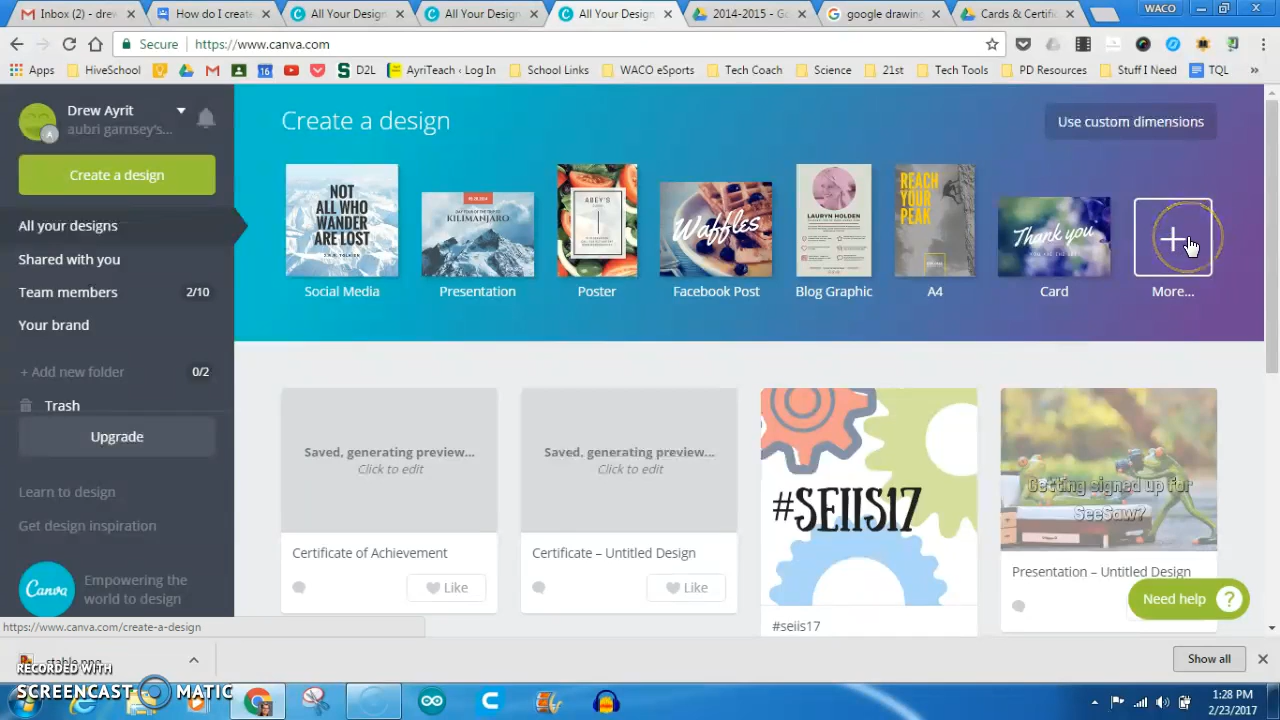 Inbox (2) - drew
How do I create
All Your Design
All Your Design
All Your Design
2014-2015 - Go
google drawing
Cards & Certific
WACO
Secure
https://www.canva.com
Apps
HiveSchool
16
D2L
AyriTeach ‹ Log In
School Links
WACO eSports
Tech Coach
Science
21st
Tech Tools
PD Resources
Stuff I Need
TQL
»
Drew Ayrit
aubri garnsey's...
A
Create a design
All your designs
Shared with you
Team members
2/10
Your brand
+ Add new folder
0/2
Trash
Upgrade
Learn to design
Get design inspiration
Canva
Empowering the
world to design
https://www.canva.com/create-a-design
Create a design
Use custom dimensions
NOT
ALL WHO
WANDER
ARE LOST
J.R.R. TOLKIEN
Social Media
KILIMANJARO
Presentation
ABEY'S
Poster
Waffles
Facebook Post
LAURYN HOLDEN
Blog Graphic
REACH
YOUR
PEAK
A4
Thank you
Card
More...
Saved, generating preview...
Click to edit
Certificate of Achievement
Like
Saved, generating preview...
Click to edit
Certificate – Untitled Design
Like
#SEIIS17
#seiis17
Getting signed up for
SeeSaw?
Presentation – Untitled Design
Need help ?
stable.png
Show all
RECORDED WITH
SCREENCAST MATIC
1:28 PM
2/23/2017